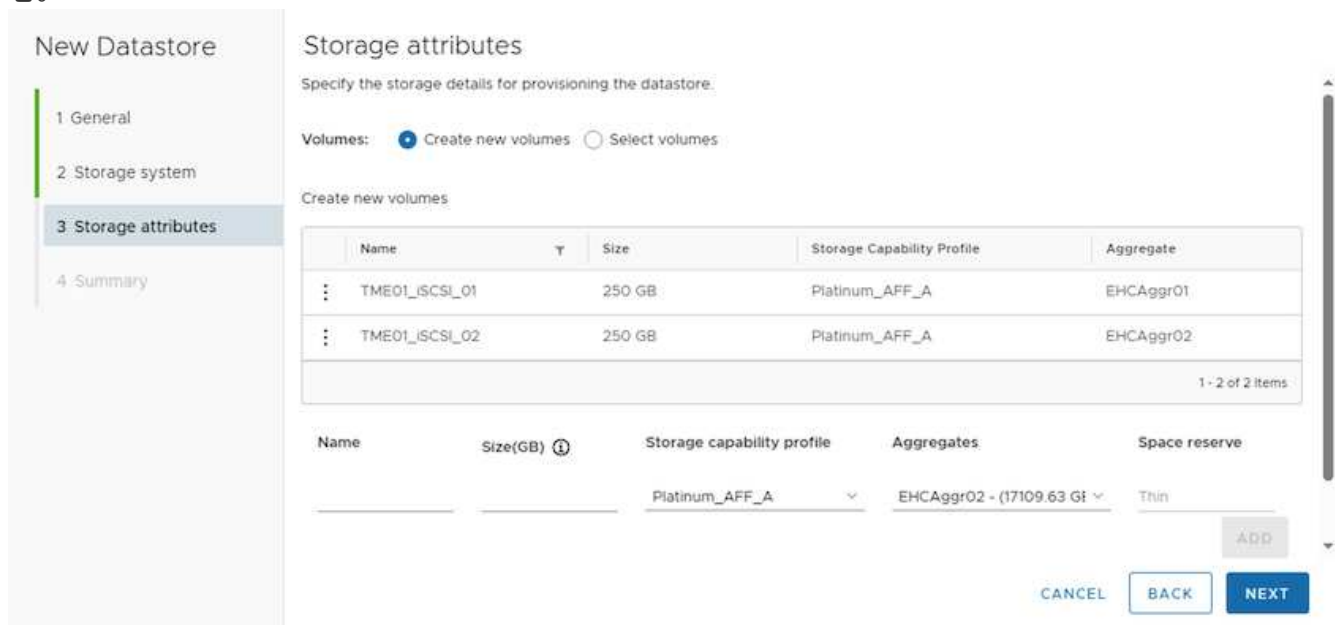 New Datastore
1 General
2 Storage system
3 Storage attributes
4 Summary
Storage attributes
Specify the storage details for provisioning the datastore.
Volumes: Create new volumes Select volumes
Create new volumes
Name Size Storage Capability Profile Aggregate
TME01_iSCSI_01 250 GB Platinum_AFF_A EHCAggr01
TME01_iSCSI_02 250 GB Platinum_AFF_A EHCAggr02
1 - 2 of 2 Items
Name Size(GB) Storage capability profile Aggregates Space reserve
Platinum_AFF_A EHCAggr02 - (17109.63 GE Thin
ADD
CANCEL BACK NEXT